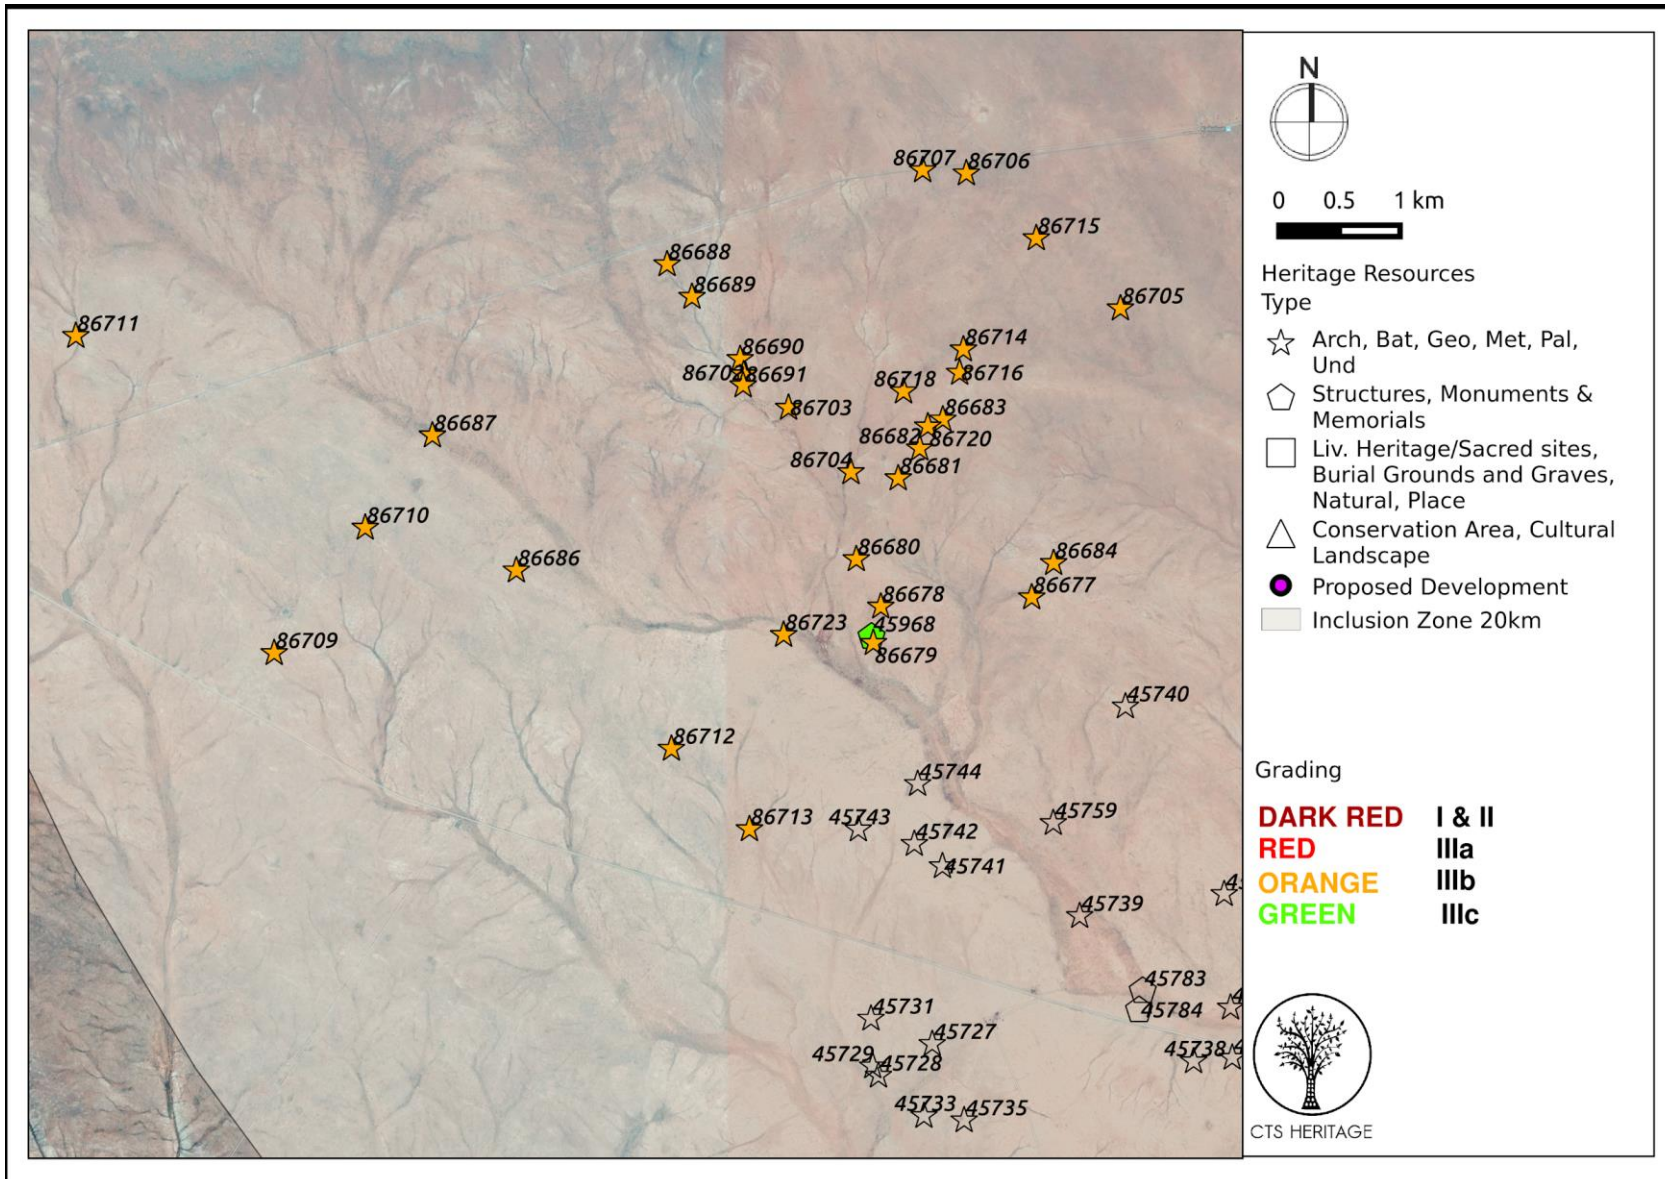 86707
86706
86715
86688
86689
86705
86711
86690
86714
86691
86716
86718
86703
86683
86687
86682
86720
86704
86681
86710
86680
86684
86686
86677
86678
45968
86723
86679
86709
45740
86712
45744
45743
45759
86713
45742
45741
45739
45783
45784
45731
45727
45729
45728
45738
45733
45735
N
0 0.5 1 km
Heritage Resources
Type
Arch, Bat, Geo, Met, Pal,
Und
Structures, Monuments &
Memorials
Liv. Heritage/Sacred sites,
Burial Grounds and Graves,
Natural, Place
Conservation Area, Cultural
Landscape
Proposed Development
Inclusion Zone 20km
Grading
DARK RED I & II
RED IIIa
ORANGE IIIb
GREEN IIIc
CTS HERITAGE